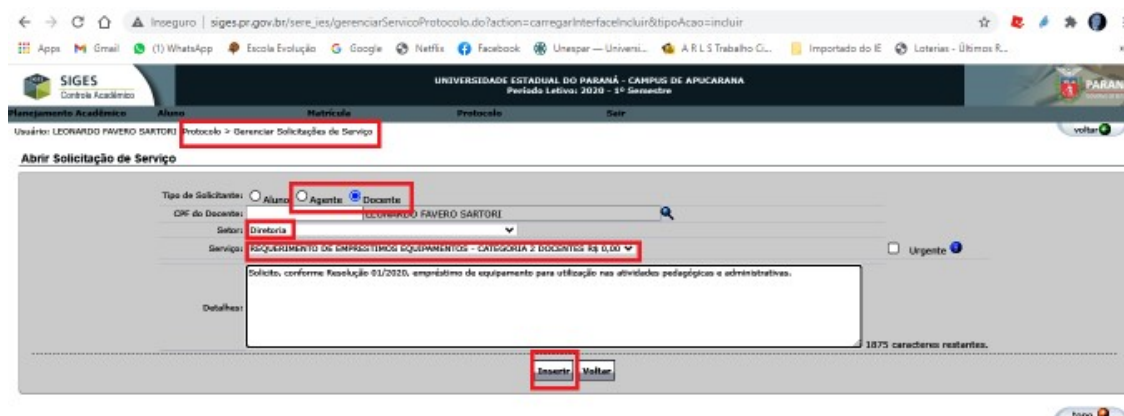 Inseguro | siges.pr.gov.br/sere_ies/gerenciarServicoProtocolo.do?action=carregarInterfaceIncluir&tipoAcao=incluir
Apps Gmail (1) WhatsApp Escola Evolução Google Netflix Facebook Unespar — Universi... A R L S Trabalho Ci... Importado do IE Loterias - Últimos R...
SIGES
Controle Acadêmico
UNIVERSIDADE ESTADUAL DO PARANÁ - CAMPUS DE APUCARANA
Período Letivo: 2020 - 1º Semestre
PARAN
Planejamento Acadêmico Aluno Matrícula Protocolo Sair
Usuário: LEONARDO FAVERO SARTORI Protocolo > Gerenciar Solicitações de Serviço
voltar
Abrir Solicitação de Serviço
Tipo de Solicitante: Aluno Agente Docente
CPF do Docente: LEONARDO FAVERO SARTORI
Setor: Diretoria
Serviço: REQUERIMENTO DE EMPRESTIMOS EQUIPAMENTOS - CATEGORIA 2 DOCENTES R$ 0,00 Urgente
Solicito, conforme Resolução 01/2020, empréstimo de equipamento para utilização nas atividades pedagógicas e administrativas.
Detalhes:
1875 caracteres restantes.
Inserir Voltar
topo